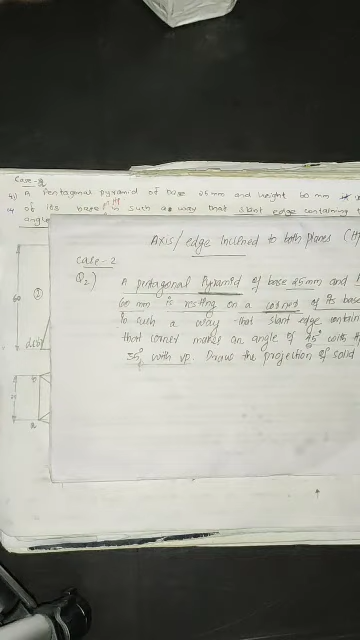 Case-2
A Pentagonal pyramid of base 25mm and height 60 mm
of its base in such a way that slant edge containing
angle
Axis/edge inclined to both planes (H
case-2
Q2)
A pentagonal Pyramid of base 25mm and
60 mm is resting on a corner of its base
in such a way that slant edge contain
that corner makes an angle of 45° with
35° with vp. Draw the projection of solid
60
②